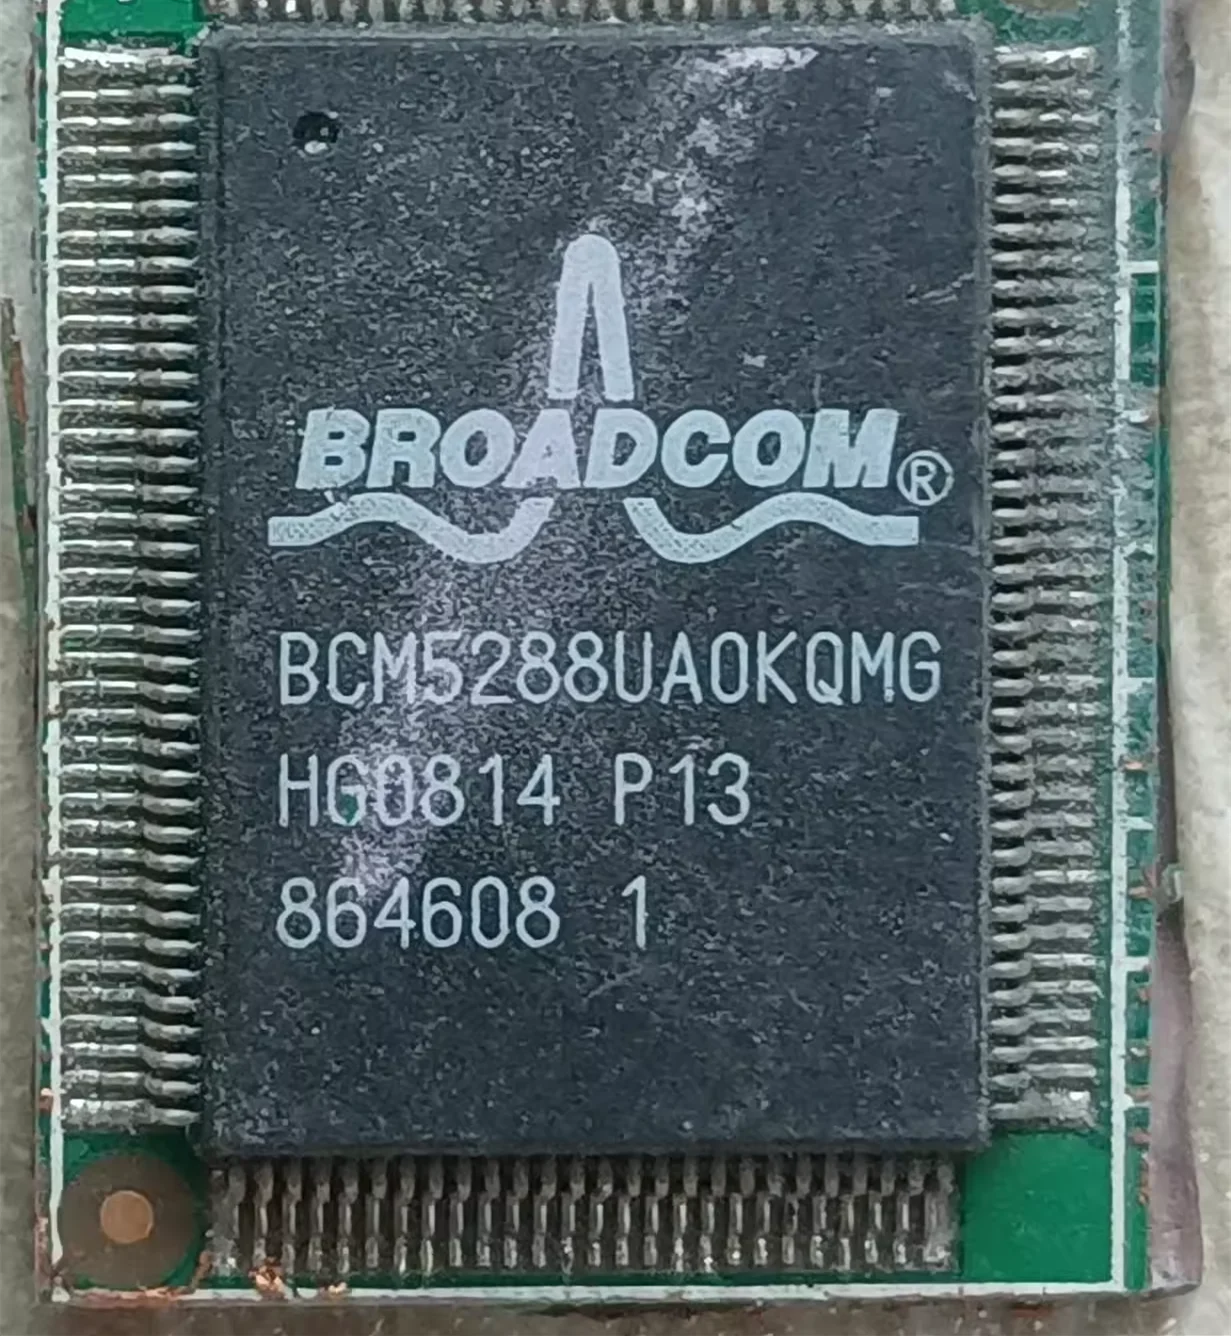 BROADCOM®
BCM5288UA0KQMG
HG0814 P13
864608 1